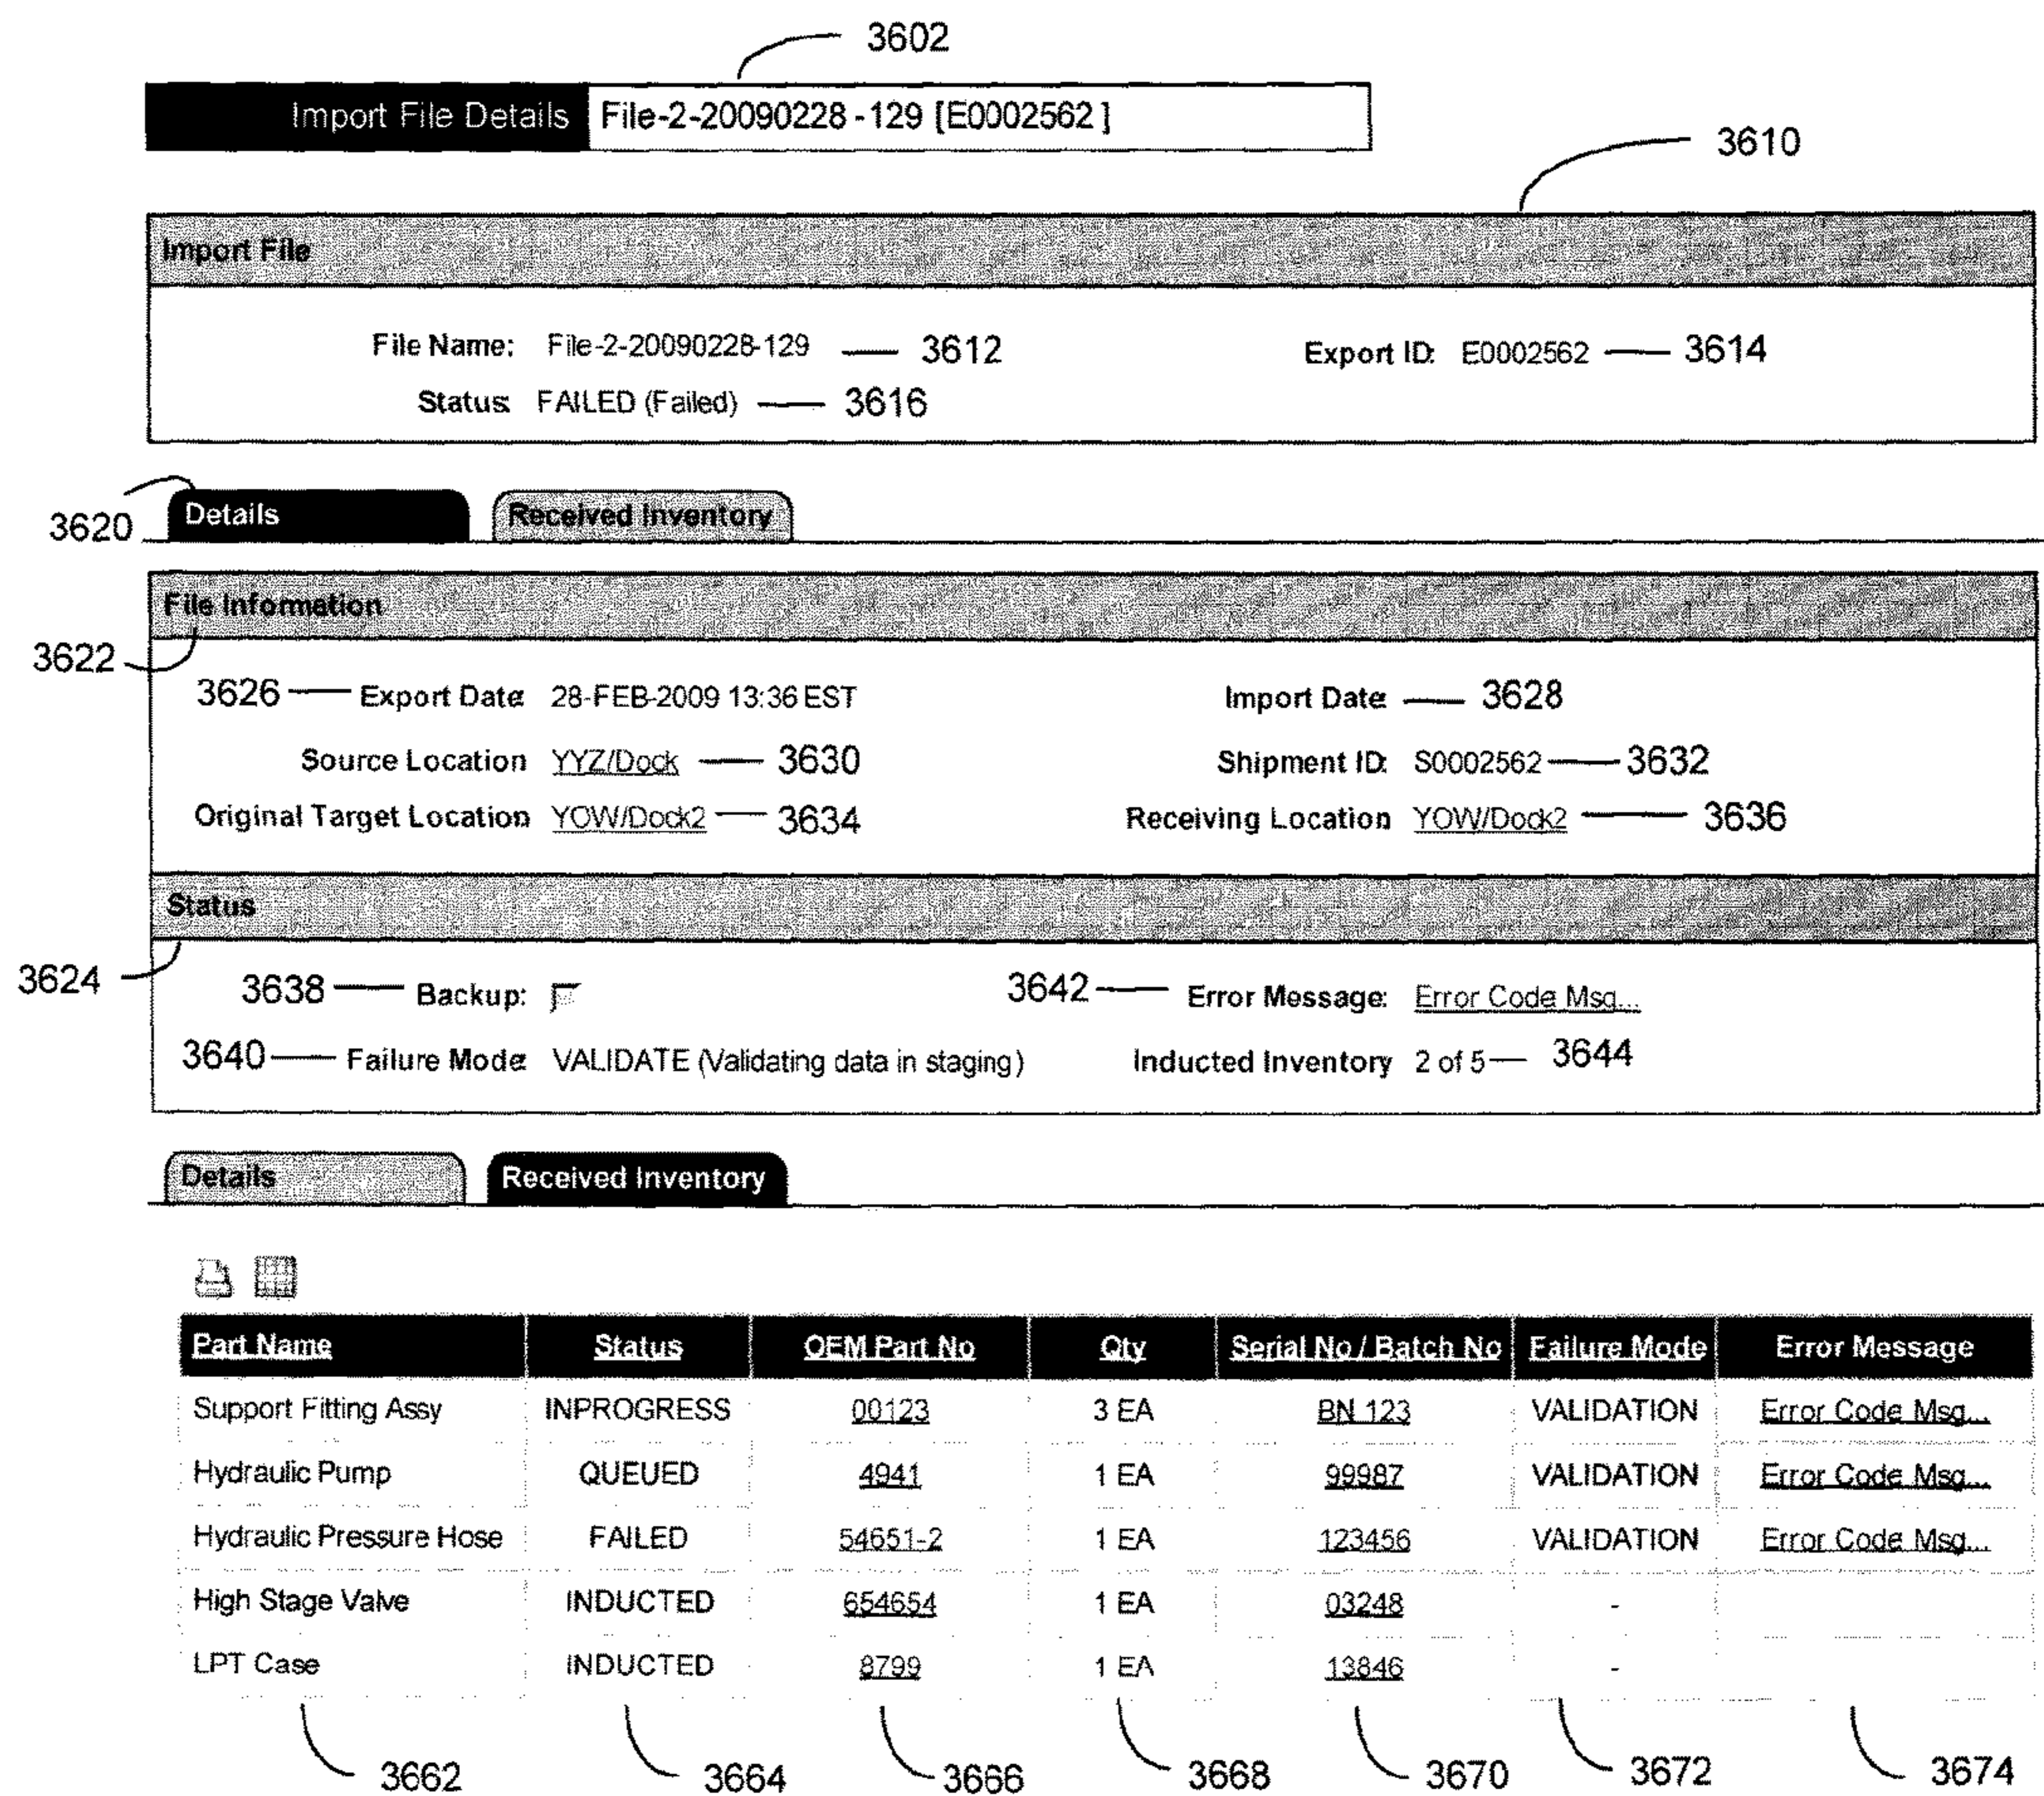 3602
Import File Details File-2-20090228-129 [E0002562]
3610
Import File
File Name: File-2-20090228-129 3612 Export ID: E0002562 3614
Status: FAILED (Failed) 3616
3620 Details Received Inventory
File Information
3622
3626 Export Date: 28-FEB-2009 13:36 EST Import Date: 3628
Source Location YYZ/Dock 3630 Shipment ID: S0002562 3632
Original Target Location YOW/Dock2 3634 Receiving Location YOW/Dock2 3636
Status
3624
3638 Backup: 3642 Error Message: Error Code Msg...
3640 Failure Mode: VALIDATE (Validating data in staging) Inducted Inventory 2 of 5 3644
Details Received Inventory
Part Name Status OEM Part No Qty Serial No / Batch No Failure Mode Error Message
Support Fitting Assy INPROGRESS 00123 3 EA BN 123 VALIDATION Error Code Msg...
Hydraulic Pump QUEUED 4941 1 EA 99987 VALIDATION Error Code Msg...
Hydraulic Pressure Hose FAILED 54651-2 1 EA 123456 VALIDATION Error Code Msg...
High Stage Valve INDUCTED 654654 1 EA 03248 -
LPT Case INDUCTED 8799 1 EA 13846 -
3662 3664 3666 3668 3670 3672 3674